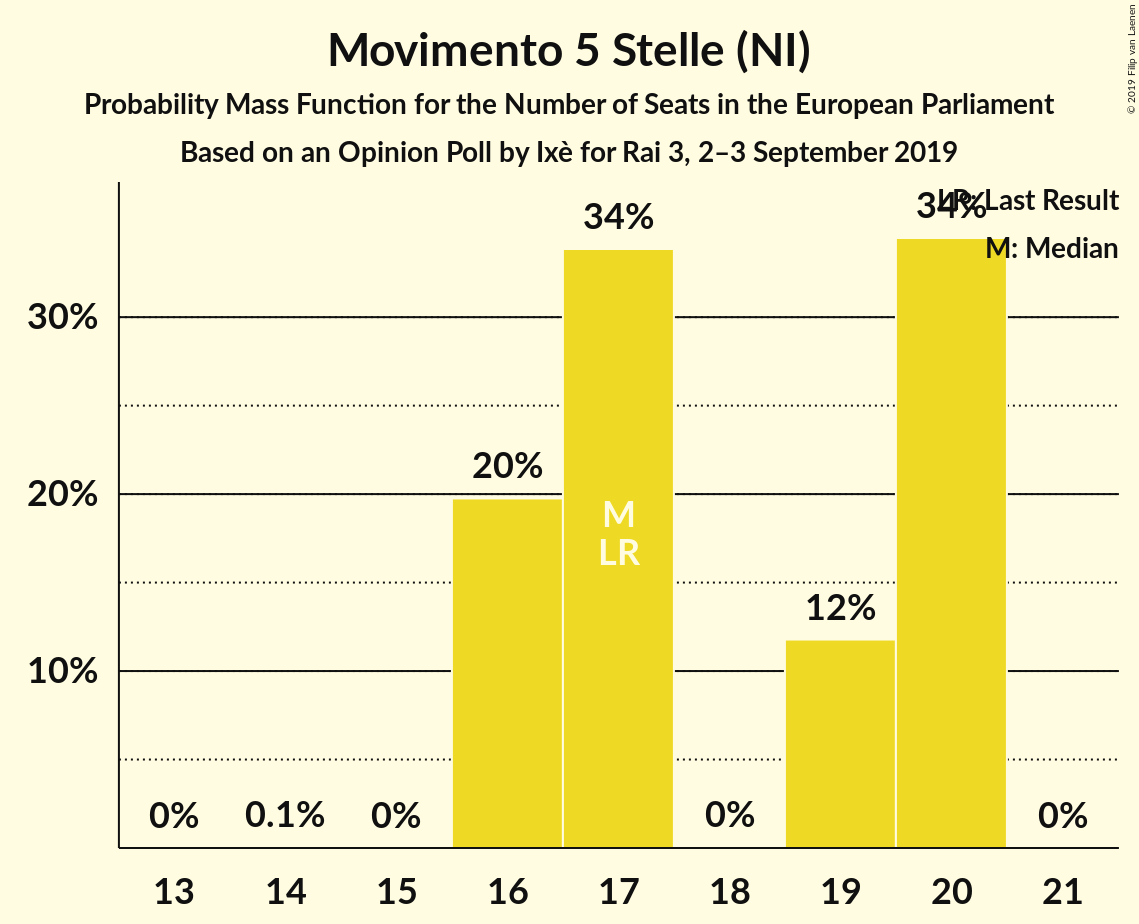 Movimento 5 Stelle (NI)
Probability Mass Function for the Number of Seats in the European Parliament
Based on an Opinion Poll by Ixè for Rai 3, 2–3 September 2019
© 2019 Filip van Laenen
LR: Last Result
M: Median
34%
34%
30%
20%
20%
M
LR
12%
10%
0%
0.1%
0%
0%
0%
13 14 15 16 17 18 19 20 21